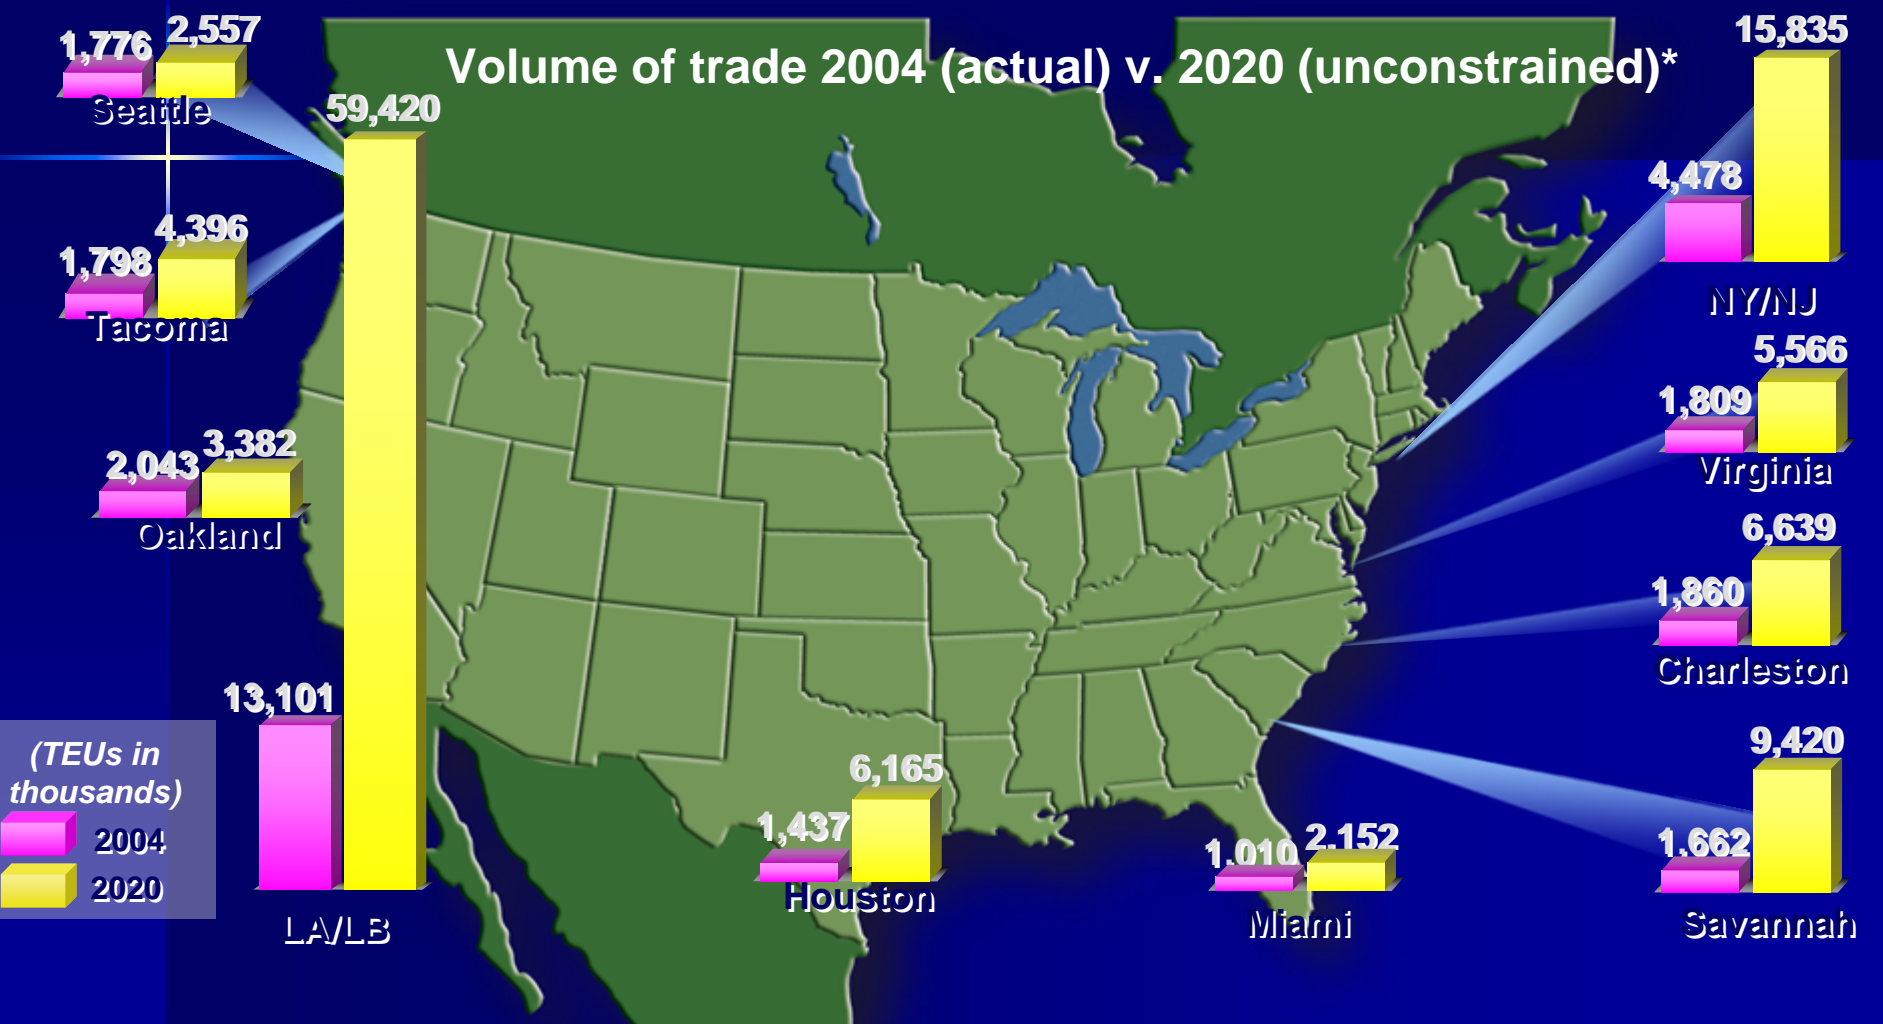 Volume of trade 2004 (actual) v. 2020 (unconstrained)*
1,776
2,557
Seattle
1,798
4,396
Tacoma
2,043
3,382
Oakland
13,101
59,420
LA/LB
(TEUs in
thousands)
2004
2020
1,437
6,165
Houston
1,010
2,152
Miami
4,478
15,835
NY/NJ
1,809
5,566
Virginia
1,860
6,639
Charleston
1,662
9,420
Savannah